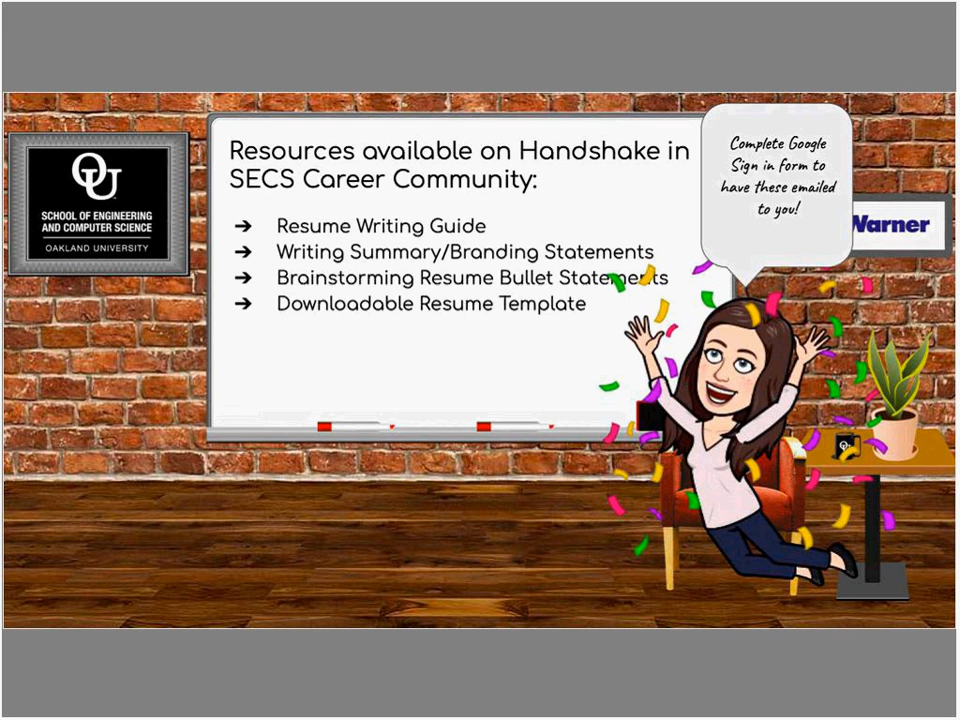 Resources available on Handshake in
SECS Career Community:
➔ Resume Writing Guide
➔ Writing Summary/Branding Statements
➔ Brainstorming Resume Bullet Statements
➔ Downloadable Resume Template
Complete Google
Sign in form to
have these emailed
to you!
OU
SCHOOL OF ENGINEERING
AND COMPUTER SCIENCE
OAKLAND UNIVERSITY
Warner
OU